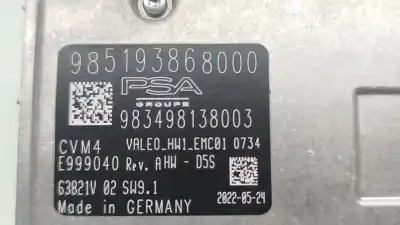 985193868000
PSA
GROUPE
983498138003
CVM4 VALEO_HW1_EMC01 0734
E999040 Rev. A HW - D5S
63821V 02 SW9.1
Made in GERMANY 2022-05-24